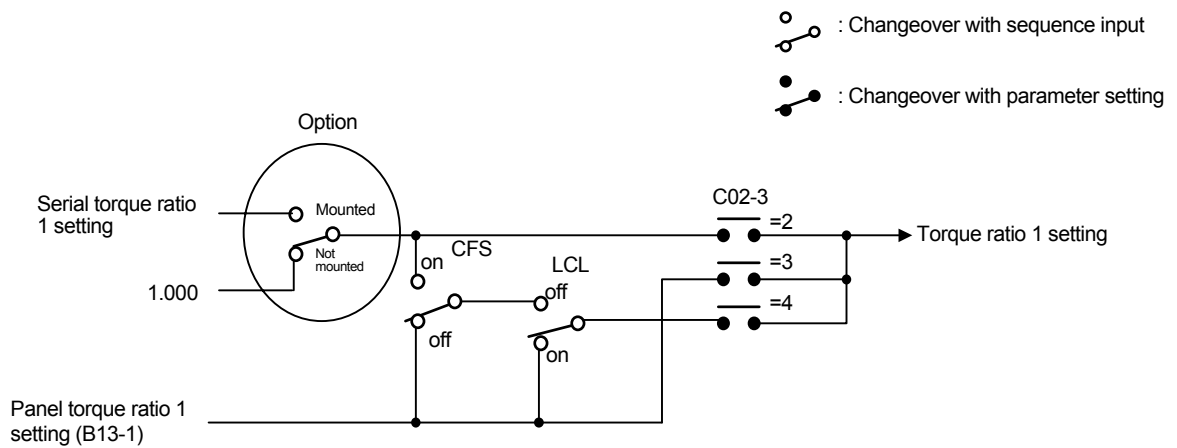 : Changeover with sequence input
: Changeover with parameter setting
Option
Serial torque ratio
1 setting
Mounted
Not
mounted
1.000
C02-3
=2
Torque ratio 1 setting
CFS
on
LCL
off
=3
=4
off
on
Panel torque ratio 1
setting (B13-1)